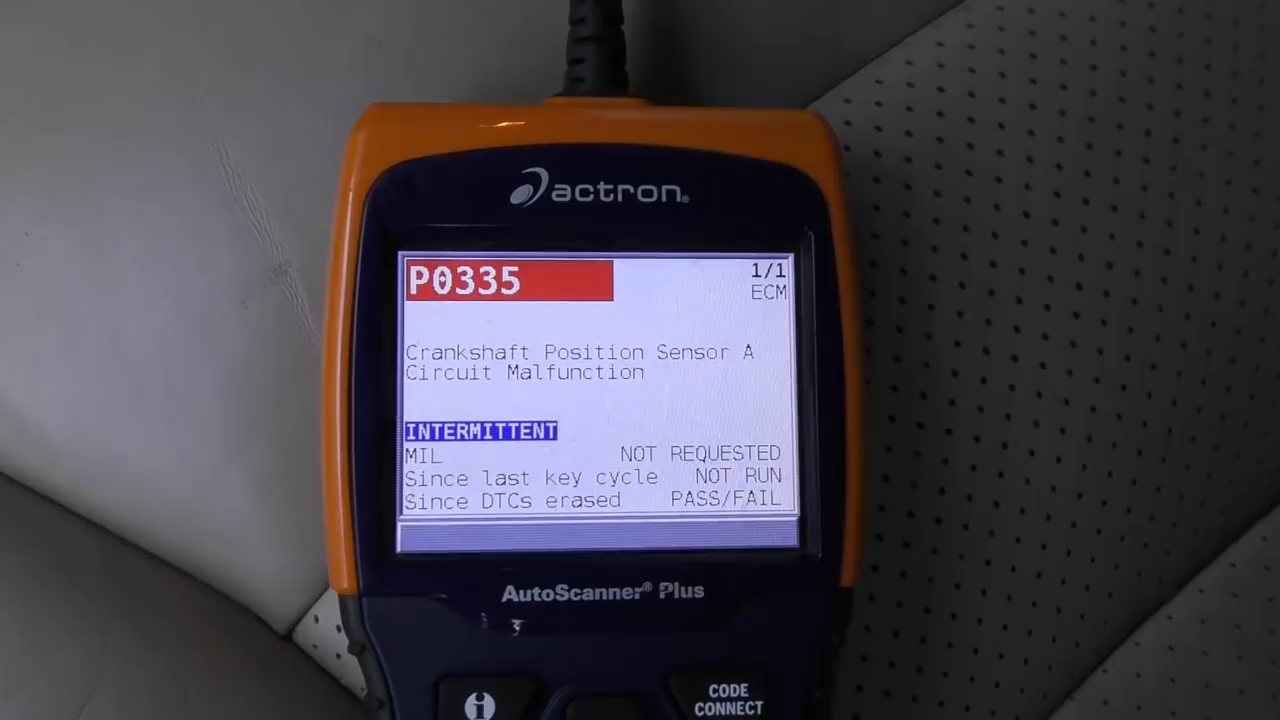 actron®
P0335
1/1
ECM
Crankshaft Position Sensor A
Circuit Malfunction
INTERMITTENT
MIL NOT REQUESTED
Since last key cycle NOT RUN
Since DTCs erased PASS/FAIL
AutoScanner® Plus
i
CODE
CONNECT